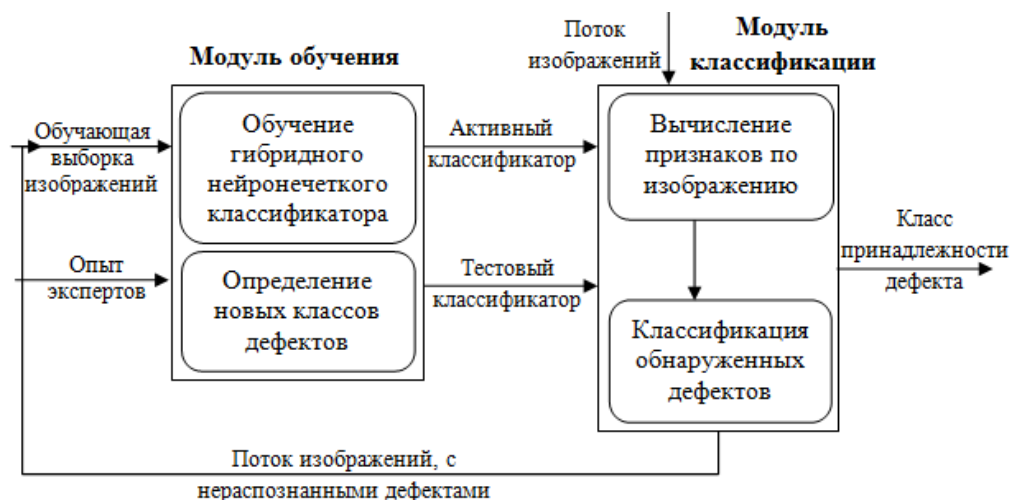 Модуль обучения
Поток
изображений
Модуль
классификации
Обучающая
выборка
изображений
Опыт
экспертов
Обучение
гибридного
нейронечеткого
классификатора
Определение
новых классов
дефектов
Активный
классификатор
Тестовый
классификатор
Вычисление
признаков по
изображению
Классификация
обнаруженных
дефектов
Класс
принадлежности
дефекта
Поток изображений, с
нераспознанными дефектами